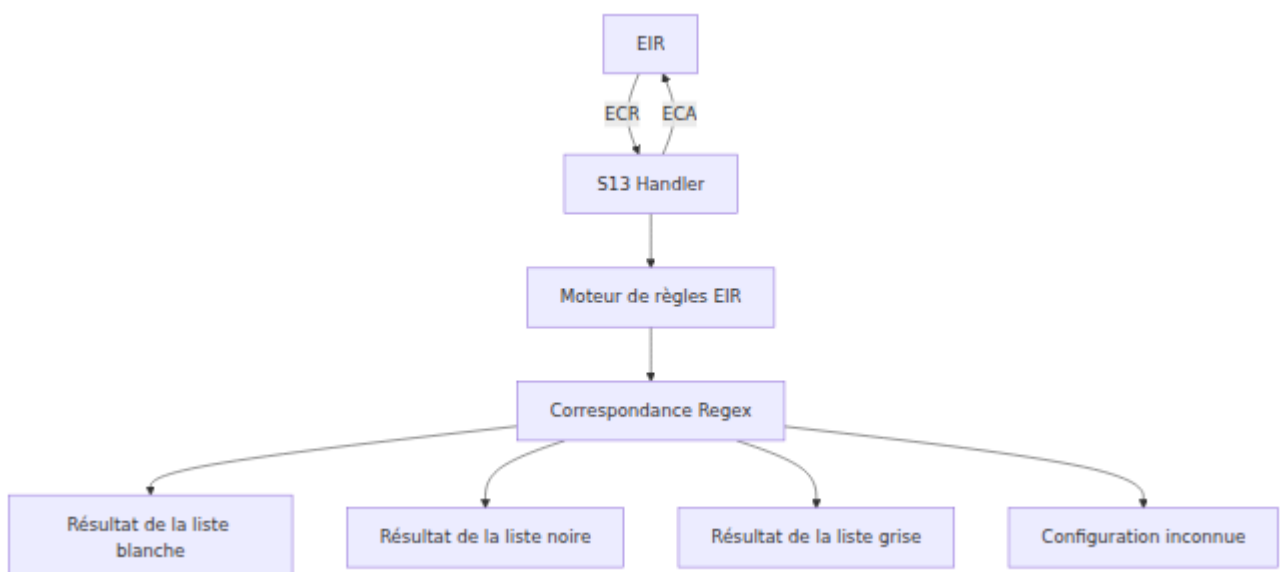 EIR
ECR
ECA
S13 Handler
Moteur de règles EIR
Correspondance Regex
Résultat de la liste
blanche
Résultat de la liste noire
Résultat de la liste grise
Configuration inconnue